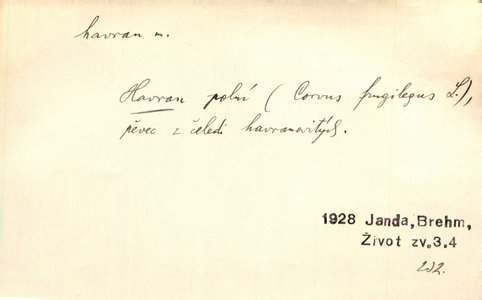 havran m.
Havran polní (Corvus frugilegus L.),
pěvec z čeledi havranovitých.
1928 Janda, Brehm,
Život zv.3.4
232.